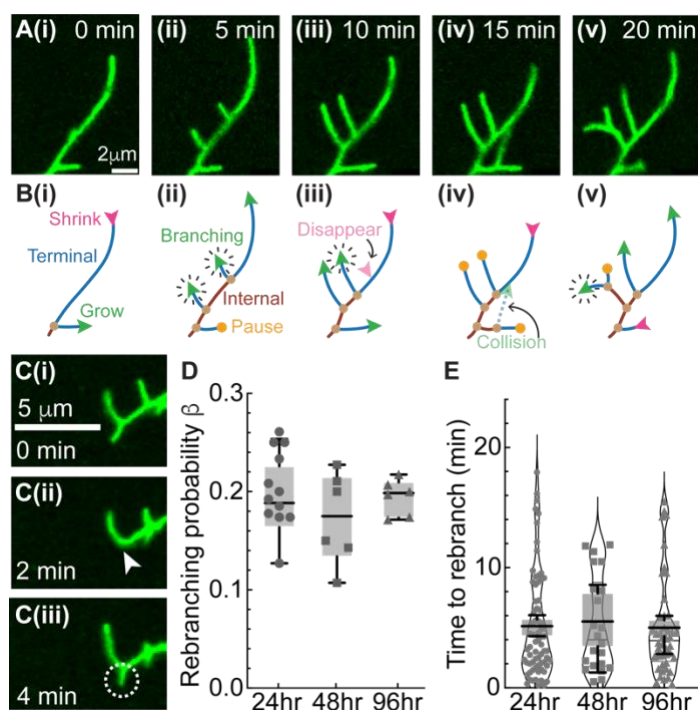 A(i) 0 min
(ii) 5 min
(iii) 10 min
(iv) 15 min
(v) 20 min
2μm
B(i)
(ii)
(iii)
(iv)
(v)
Shrink
Terminal
Grow
Branching
Internal
Pause
Disappear
Collision
C(i)
5 μm
0 min
C(ii)
2 min
C(iii)
4 min
D
Rebranching probability β
0.3
0.2
0.1
0.0
24hr 48hr 96hr
E
Time to rebranch (min)
20
10
0
24hr 48hr 96hr